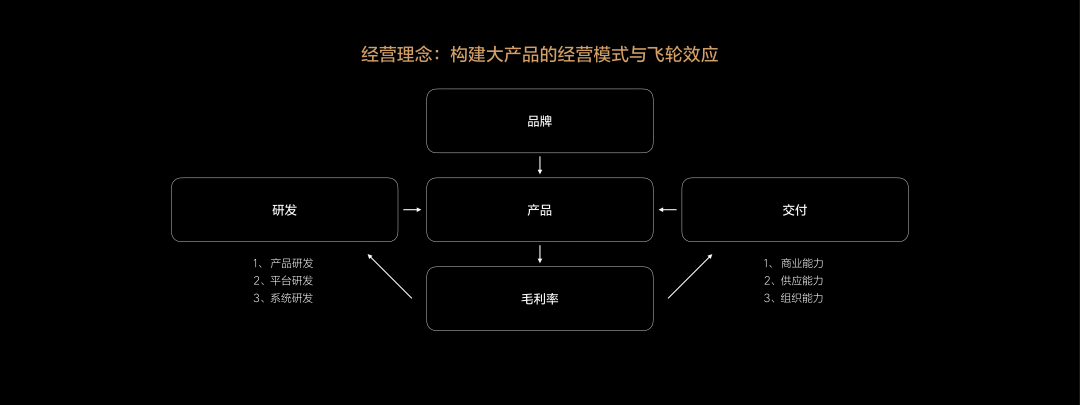 经营理念：构建大产品的经营模式与飞轮效应
品牌
研发
产品
交付
1、产品研发
2、平台研发
3、系统研发
1、商业能力
2、供应能力
3、组织能力
毛利率